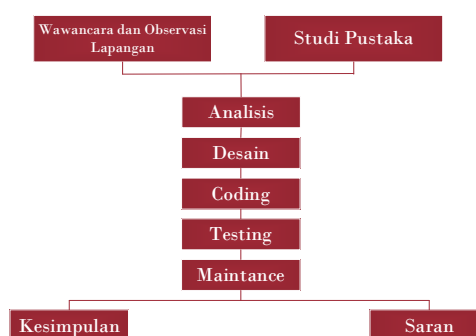 Wawancara dan Observasi
Lapangan
Studi Pustaka
Analisis
Desain
Coding
Testing
Maintance
Kesimpulan
Saran